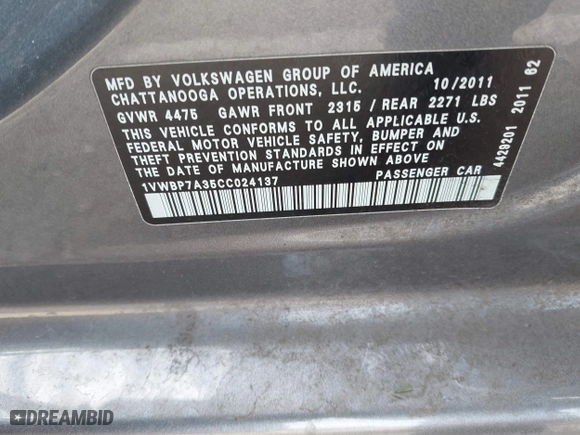 MFD BY VOLKSWAGEN GROUP OF AMERICA
CHATTANOOGA OPERATIONS, LLC. 10/2011
GVWR 4475 GAWR FRONT 2315 / REAR 2271 LBS
THIS VEHICLE CONFORMS TO ALL APPLICABLE U.S.
FEDERAL MOTOR VEHICLE SAFETY, BUMPER AND
THEFT PREVENTION STANDARDS IN EFFECT ON
THE DATE OF MANUFACTURE SHOWN ABOVE
1VWBP7A35CC024137 PASSENGER CAR
4429201 2011 62
DREAMBID